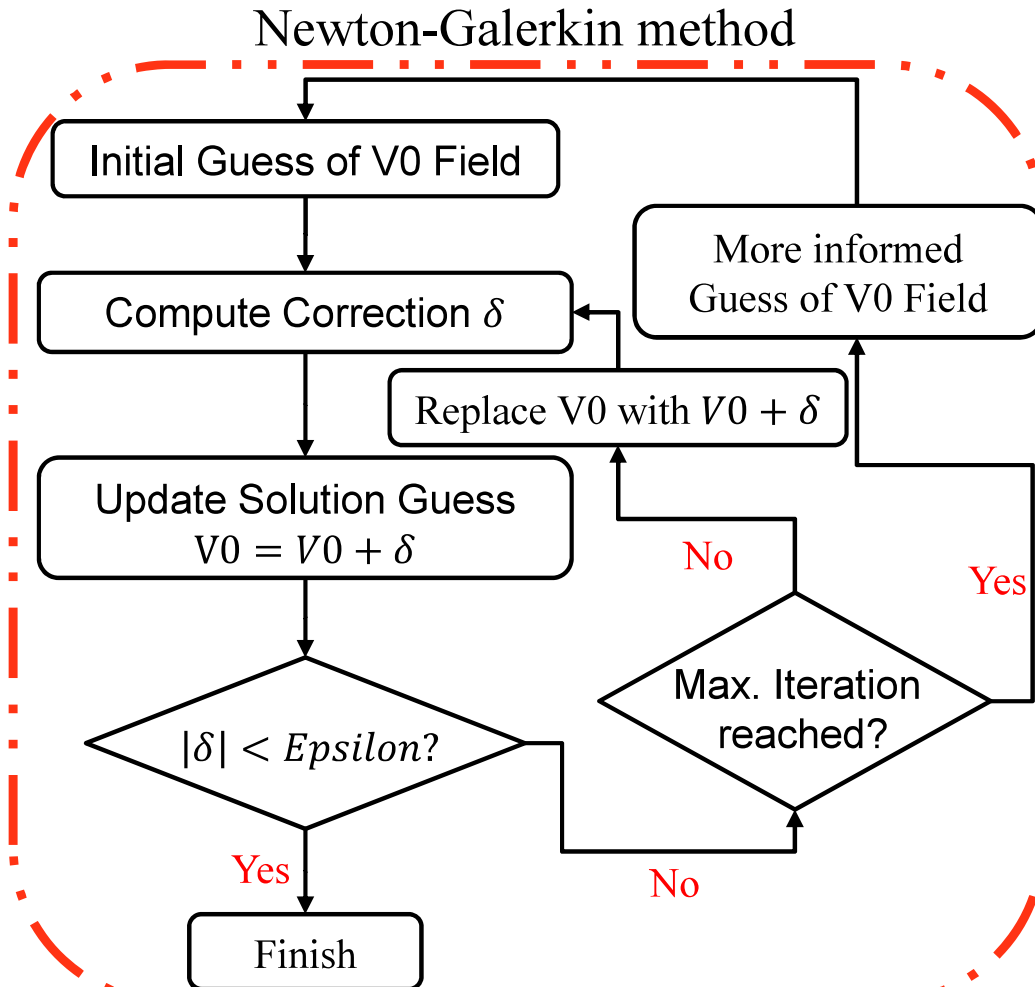 Newton-Galerkin method
Initial Guess of V0 Field
More informed
Guess of V0 Field
Compute Correction δ
Replace V0 with V0 + δ
Update Solution Guess
V0 = V0 + δ
No
Yes
Max. Iteration
reached?
|δ| < Epsilon?
Yes
No
Finish